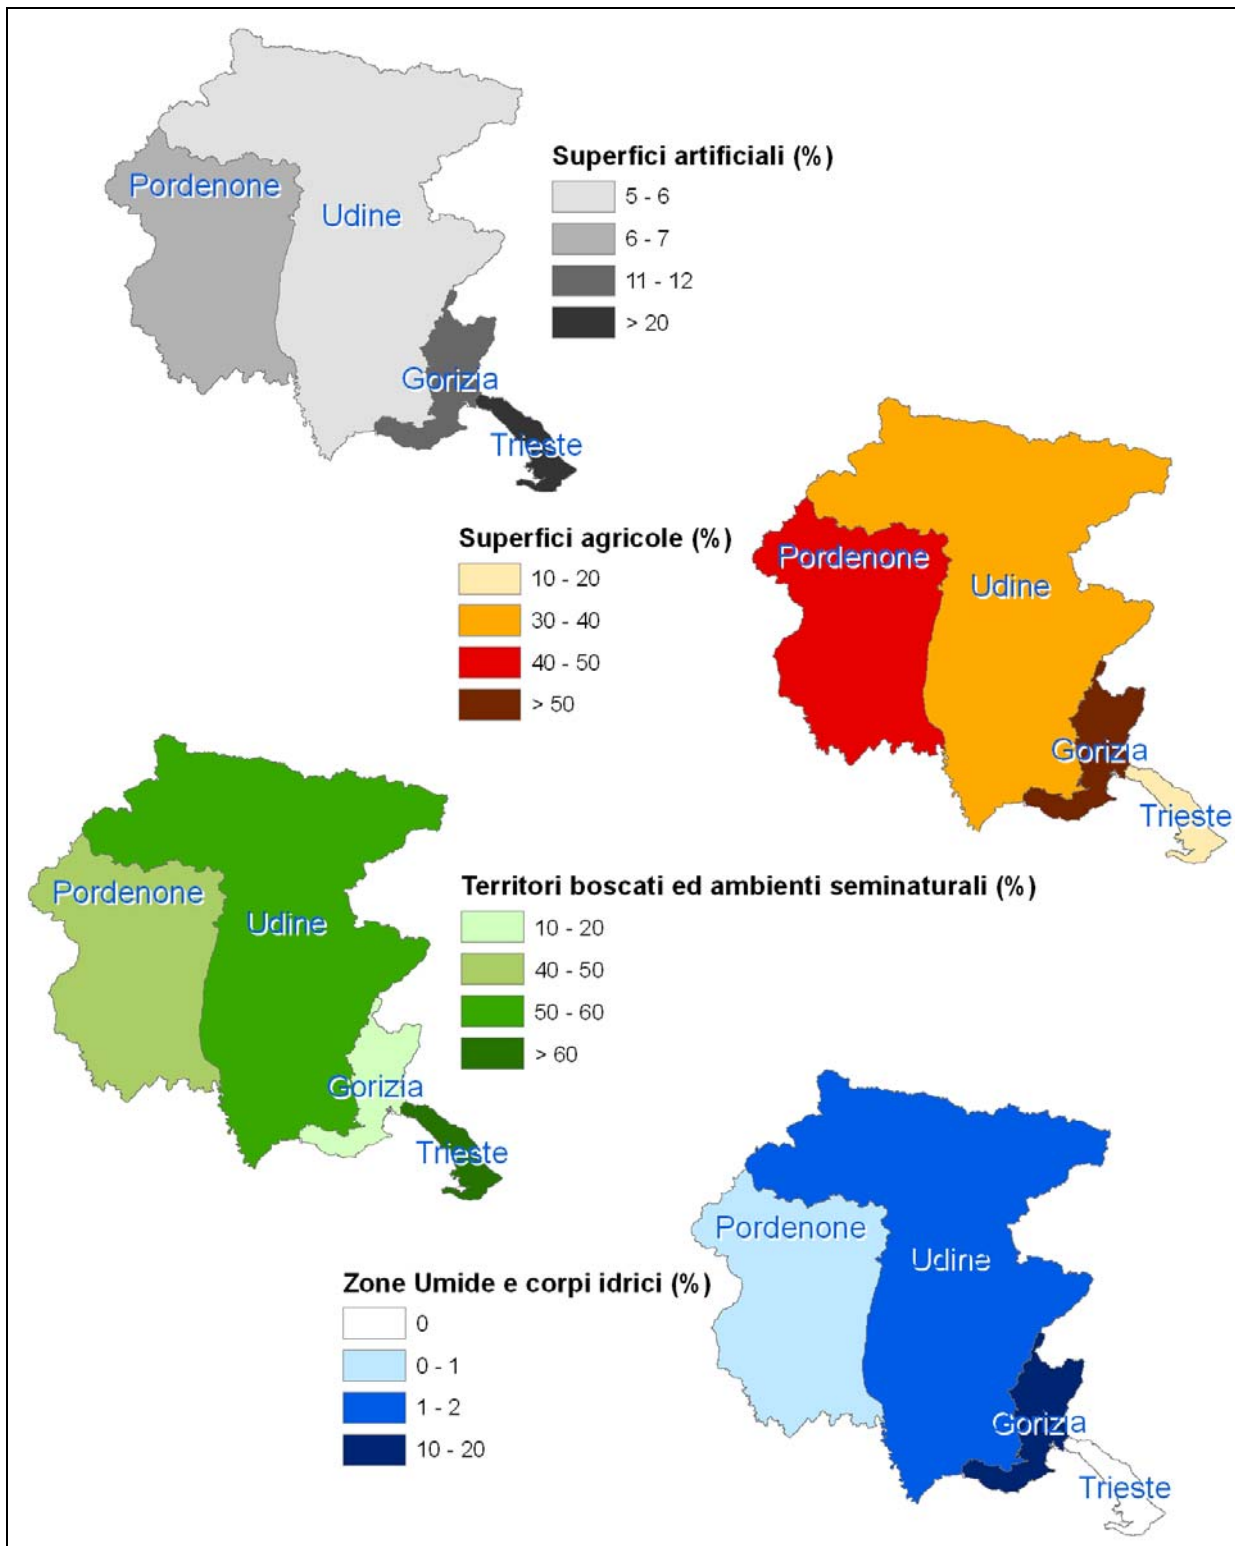 Pordenone
Udine
Gorizia
Trieste
Superfici artificiali (%)
5 - 6
6 - 7
11 - 12
> 20
Superfici agricole (%)
10 - 20
30 - 40
40 - 50
> 50
Pordenone
Udine
Gorizia
Trieste
Pordenone
Udine
Gorizia
Trieste
Territori boscati ed ambienti seminaturali (%)
10 - 20
40 - 50
50 - 60
> 60
Zone Umide e corpi idrici (%)
0
0 - 1
1 - 2
10 - 20
Pordenone
Udine
Gorizia
Trieste